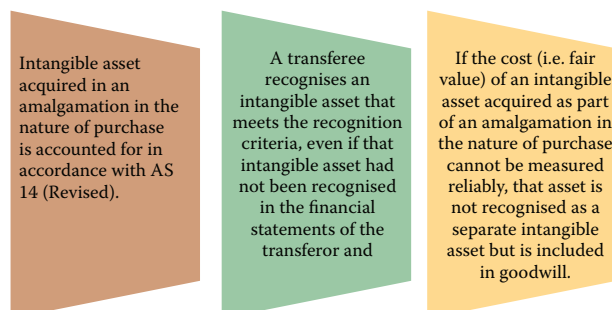 Intangible asset
acquired in an
amalgamation in the
nature of purchase
is accounted for in
accordance with AS
14 (Revised).
A transferee
recognises an
intangible asset that
meets the recognition
criteria, even if that
intangible asset had
not been recognised
in the financial
statements of the
transferor and
If the cost (i.e. fair
value) of an intangible
asset acquired as part
of an amalgamation in
the nature of purchase
cannot be measured
reliably, that asset is
not recognised as a
separate intangible
asset but is included
in goodwill.